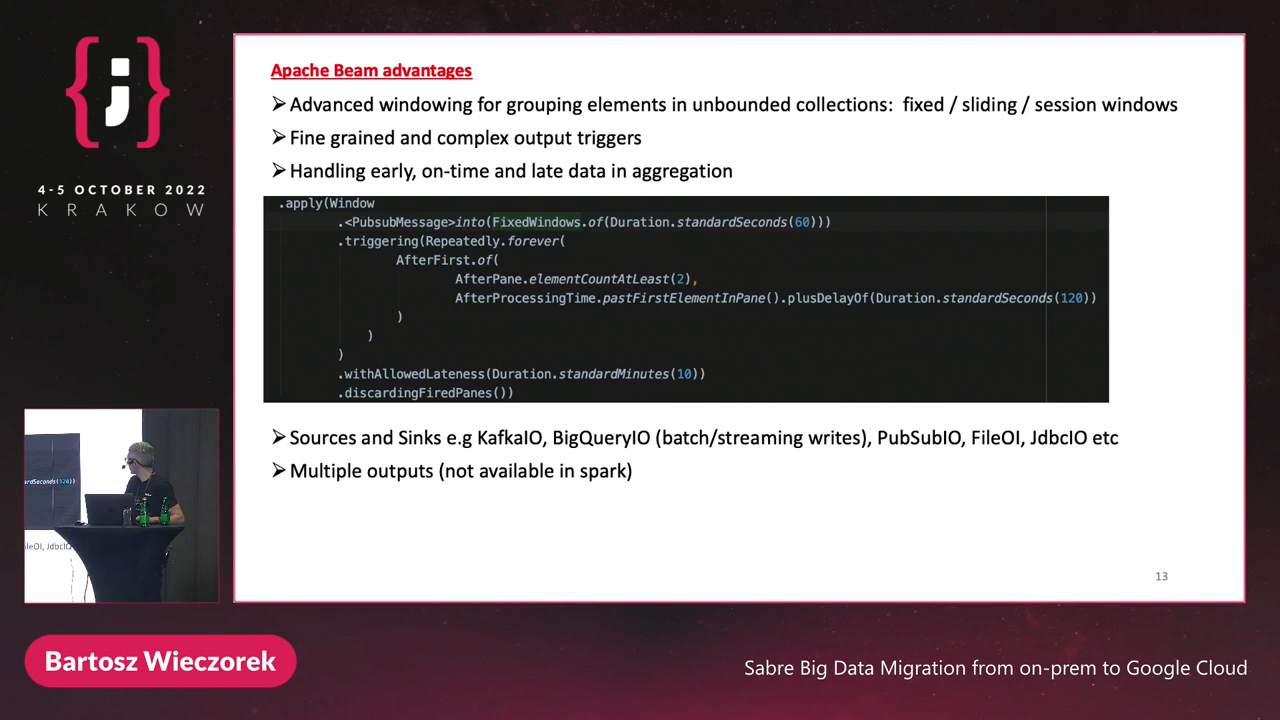 {;}
4-5 OCTOBER 2022
KRAKOW
Apache Beam advantages
➢Advanced windowing for grouping elements in unbounded collections: fixed / sliding / session windows
➢Fine grained and complex output triggers
➢Handling early, on-time and late data in aggregation
.apply(Window
.<PubsubMessage>into(FixedWindows.of(Duration.standardSeconds(60)))
.triggering(Repeatedly.forever(
AfterFirst.of(
AfterPane.elementCountAtLeast(2),
AfterProcessingTime.pastFirstElementInPane().plusDelayOf(Duration.standardSeconds(120))
)
)
)
.withAllowedLateness(Duration.standardMinutes(10))
.discardingFiredPanes())
➢Sources and Sinks e.g KafkaIO, BigQueryIO (batch/streaming writes), PubSubIO, FileOI, JdbcIO etc
➢Multiple outputs (not available in spark)
13
ardSeconds(120))
ileOI, JdbcIO
Bartosz Wieczorek
Sabre Big Data Migration from on-prem to Google Cloud